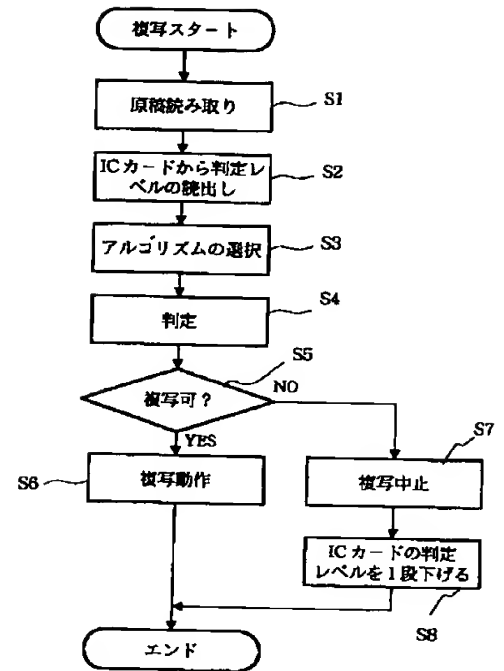 複写スタート
原稿読み取り
S1
ICカードから判定レ
ベルの読出し
S2
アルゴリズムの選択
S3
判定
S4
複写可?
S5
NO
YES
複写動作
S6
複写中止
S7
ICカードの判定
レベルを1段下げる
S8
エンド